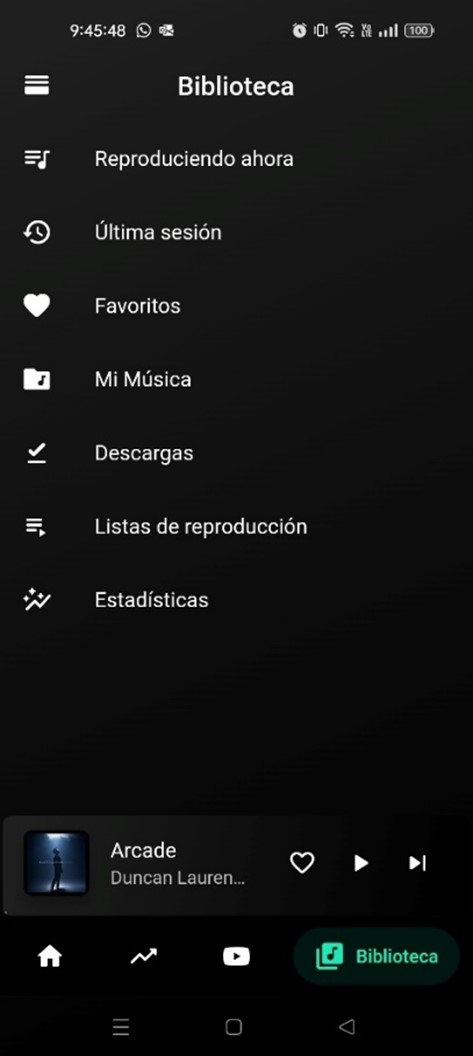 9:45:48
100
Biblioteca
Reproduciendo ahora
Última sesión
Favoritos
Mi Música
Descargas
Listas de reproducción
Estadísticas
Arcade
Duncan Lauren...
Biblioteca